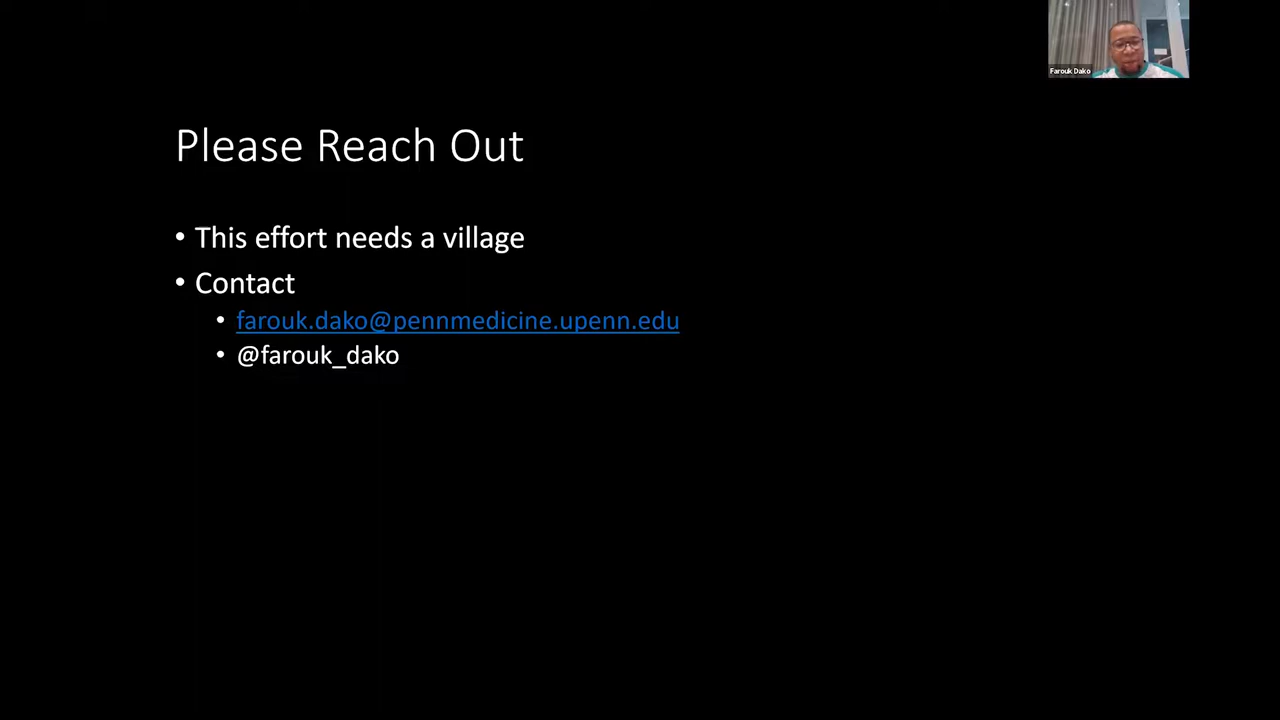 Farouk Dako
Please Reach Out
• This effort needs a village
• Contact
• farouk.dako@pennmedicine.upenn.edu
• @farouk_dako